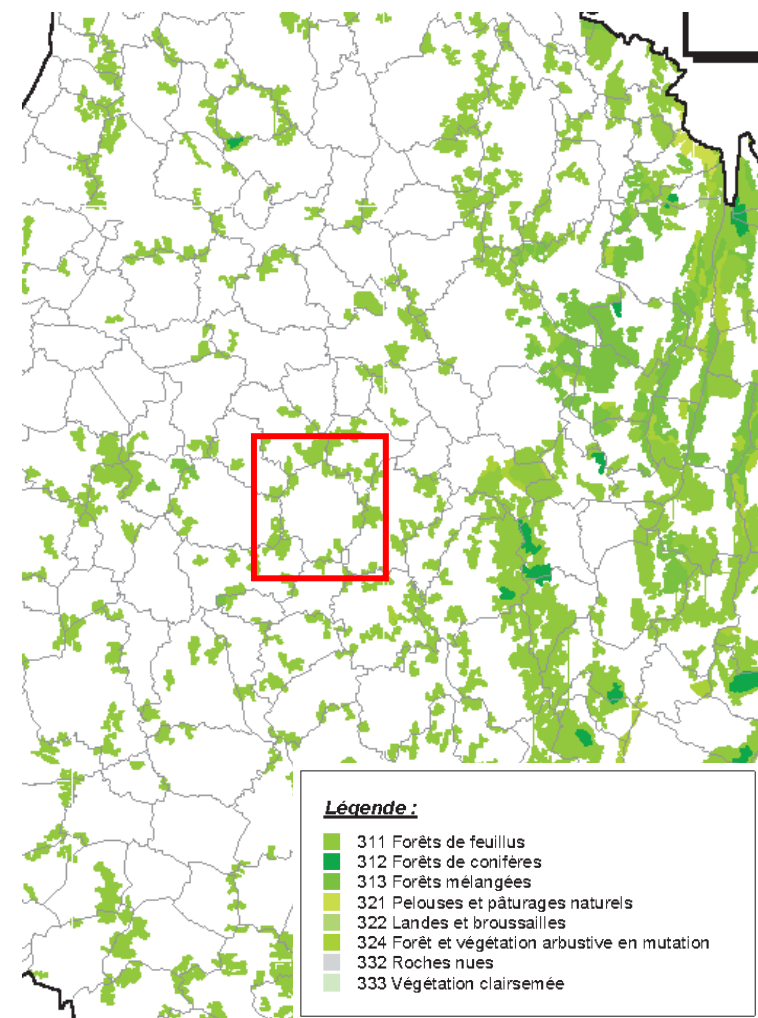 Légende :
311 Forêts de feuillus
312 Forêts de conifères
313 Forêts mélangées
321 Pelouses et pâturages naturels
322 Landes et broussailles
324 Forêt et végétation arbustive en mutation
332 Roches nues
333 Végétation clairsemée